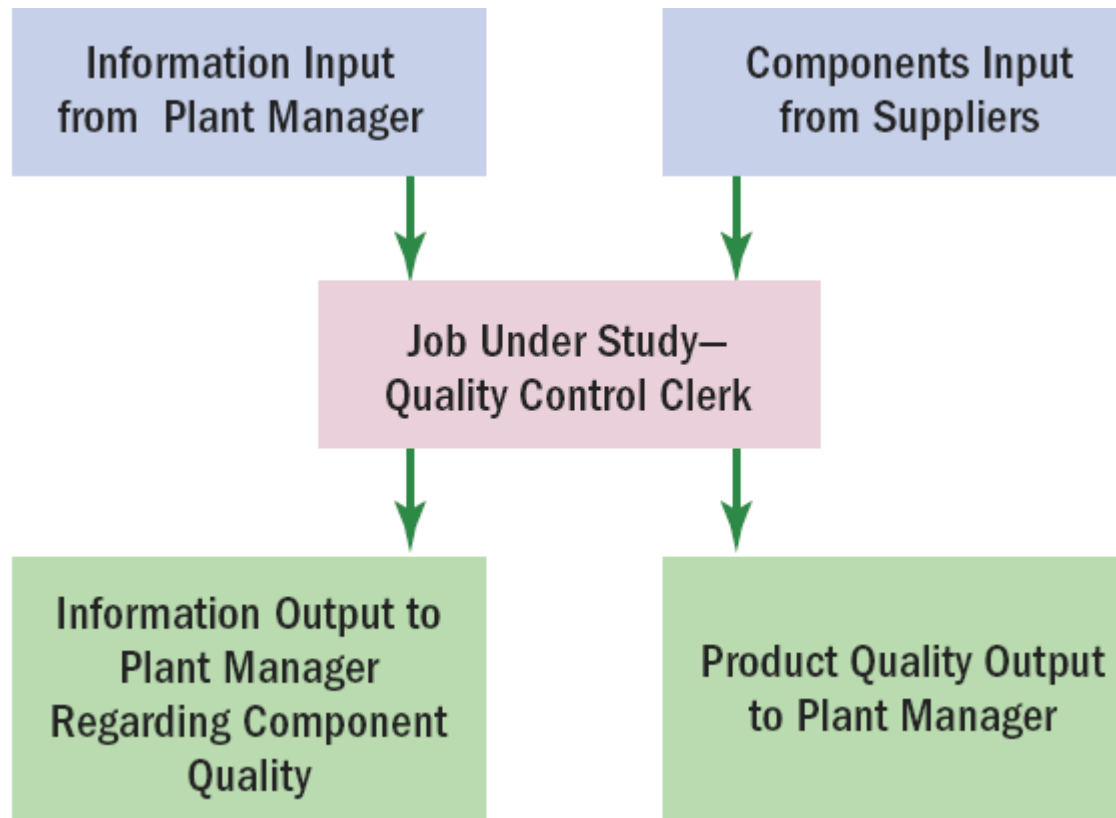 Information Input
from Plant Manager
Components Input
from Suppliers
Job Under Study—
Quality Control Clerk
Information Output to
Plant Manager
Regarding Component
Quality
Product Quality Output
to Plant Manager